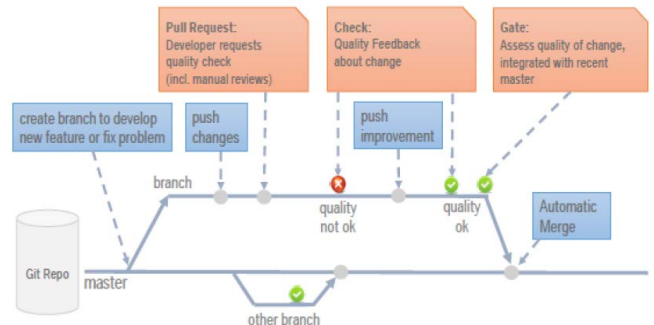 Pull Request:
Developer requests
quality check
(incl. manual reviews)
Check:
Quality Feedback
about change
Gate:
Assess quality of change,
integrated with recent
master
create branch to develop
new feature or fix problem
push
changes
push
improvement
branch
quality
not ok
quality
ok
Automatic
Merge
Git Repo
master
other branch